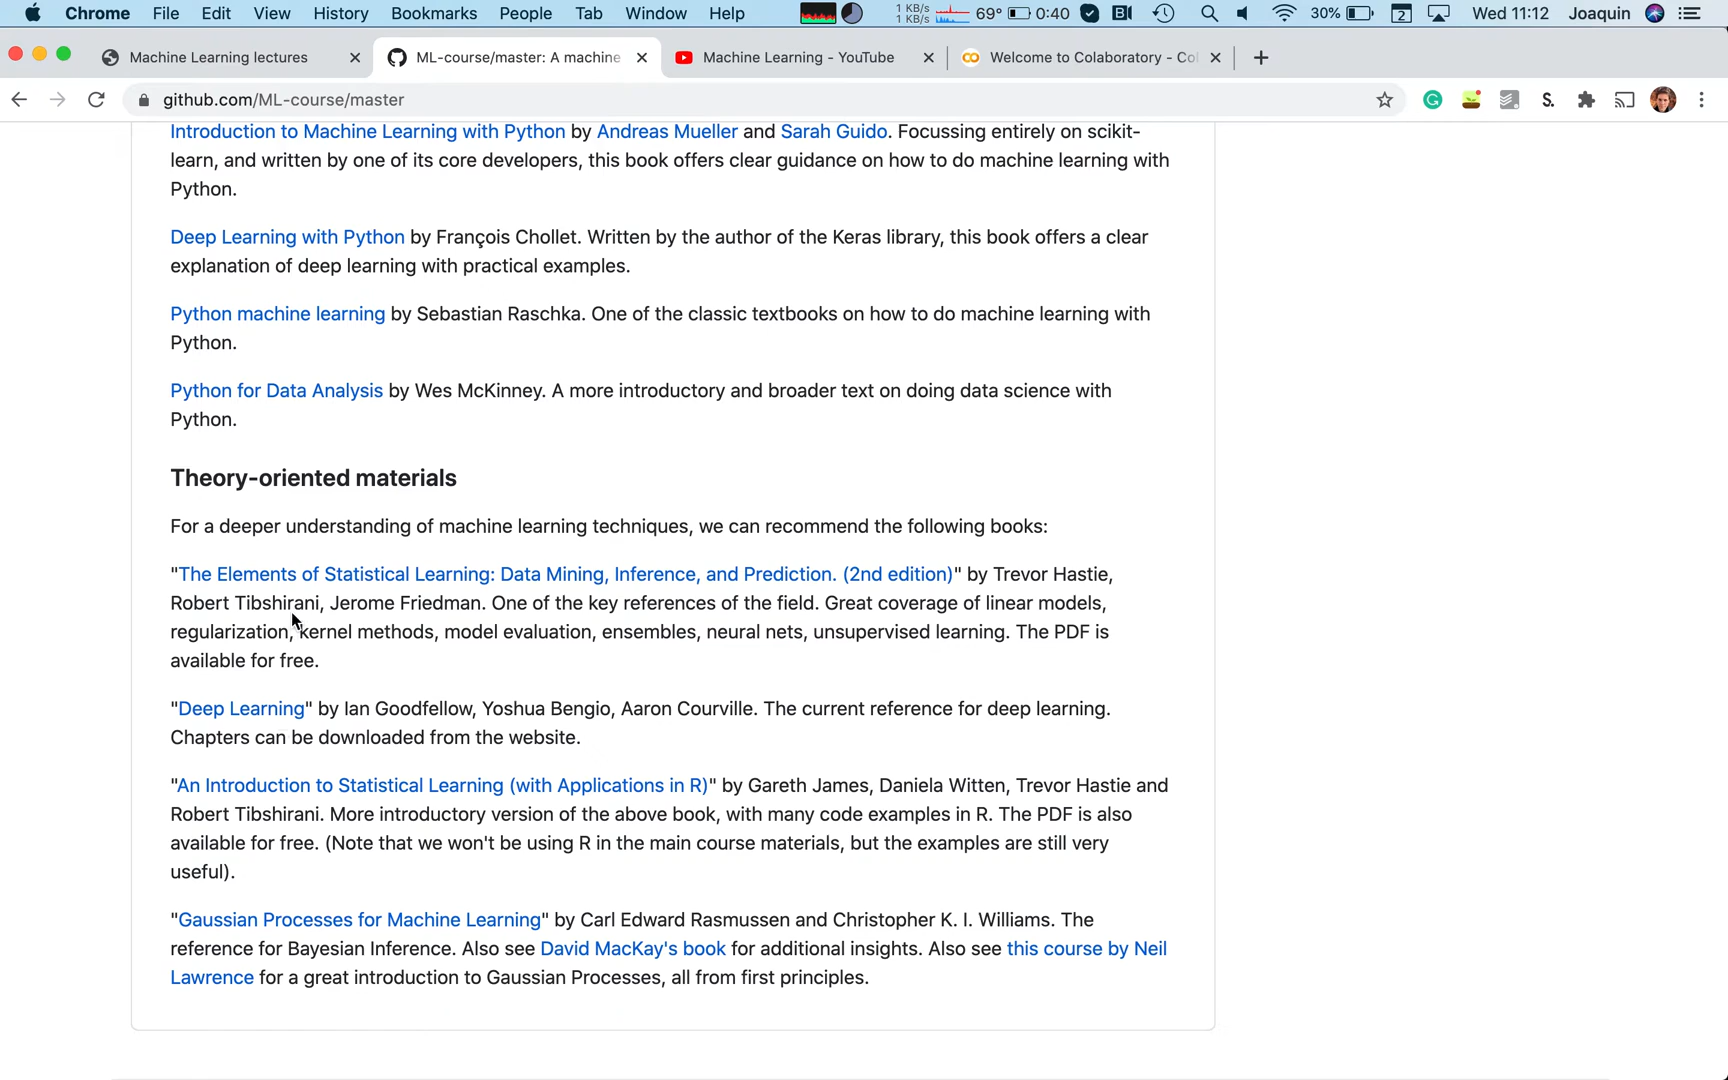 Chrome File Edit View History Bookmarks People Tab Window Help 1 KB/s 1 KB/s 69° 0:40 30% 2 Wed 11:12 Joaquin
Machine Learning lectures ML-course/master: A machine Machine Learning - YouTube Welcome to Colaboratory - Co
github.com/ML-course/master
Introduction to Machine Learning with Python by Andreas Mueller and Sarah Guido. Focussing entirely on scikit-
learn, and written by one of its core developers, this book offers clear guidance on how to do machine learning with
Python.
Deep Learning with Python by François Chollet. Written by the author of the Keras library, this book offers a clear
explanation of deep learning with practical examples.
Python machine learning by Sebastian Raschka. One of the classic textbooks on how to do machine learning with
Python.
Python for Data Analysis by Wes McKinney. A more introductory and broader text on doing data science with
Python.
Theory-oriented materials
For a deeper understanding of machine learning techniques, we can recommend the following books:
"The Elements of Statistical Learning: Data Mining, Inference, and Prediction. (2nd edition)" by Trevor Hastie,
Robert Tibshirani, Jerome Friedman. One of the key references of the field. Great coverage of linear models,
regularization, kernel methods, model evaluation, ensembles, neural nets, unsupervised learning. The PDF is
available for free.
"Deep Learning" by Ian Goodfellow, Yoshua Bengio, Aaron Courville. The current reference for deep learning.
Chapters can be downloaded from the website.
"An Introduction to Statistical Learning (with Applications in R)" by Gareth James, Daniela Witten, Trevor Hastie and
Robert Tibshirani. More introductory version of the above book, with many code examples in R. The PDF is also
available for free. (Note that we won't be using R in the main course materials, but the examples are still very
useful).
"Gaussian Processes for Machine Learning" by Carl Edward Rasmussen and Christopher K. I. Williams. The
reference for Bayesian Inference. Also see David MacKay's book for additional insights. Also see this course by Neil
Lawrence for a great introduction to Gaussian Processes, all from first principles.